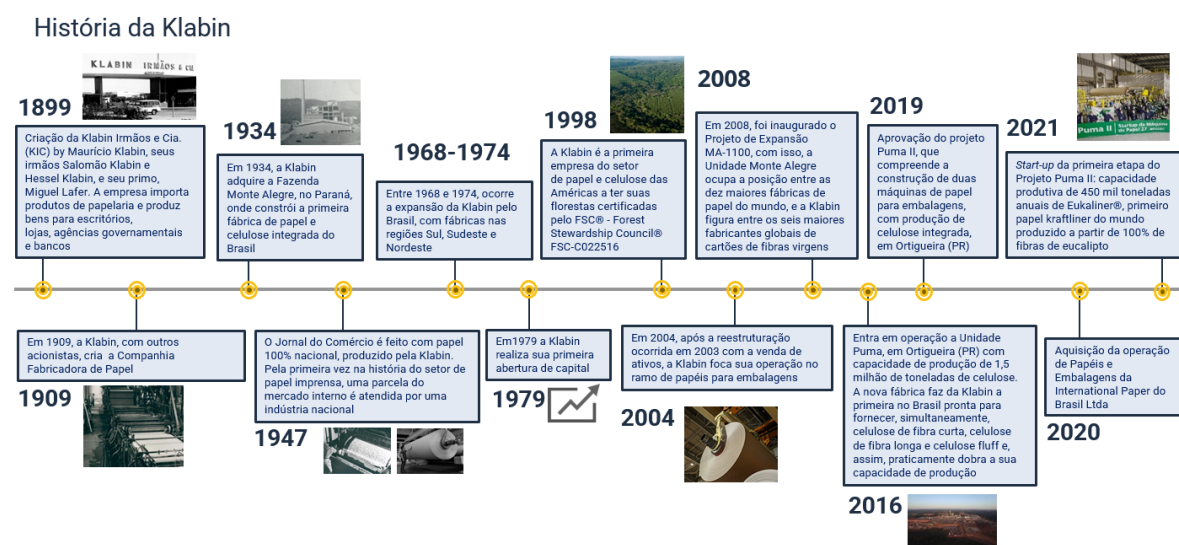 História da Klabin
KLABIN IRMÃOS & CIA.
1899
Criação da Klabin Irmãos e Cia.
(KIC) by Maurício Klabin, seus
irmãos Salomão Klabin e
Hessel Klabin, e seu primo,
Miguel Lafer. A empresa importa
produtos de papelaria e produz
bens para escritórios,
lojas, agências governamentais
e bancos
1934
Em 1934, a Klabin
adquire a Fazenda
Monte Alegre, no Paraná,
onde constrói a primeira
fábrica de papel e
celulose integrada do
Brasil
1968-1974
Entre 1968 e 1974, ocorre
a expansão da Klabin pelo
Brasil, com fábricas nas
regiões Sul, Sudeste e
Nordeste
1998
A Klabin é a primeira
empresa do setor
de papel e celulose das
Américas a ter suas
florestas certificadas
pelo FSC® - Forest
Stewardship Council®
FSC-C022516
2008
Em 2008, foi inaugurado o
Projeto de Expansão
MA-1100, com isso, a
Unidade Monte Alegre
ocupa a posição entre as
dez maiores fábricas de
papel do mundo, e a Klabin
figura entre os seis maiores
fabricantes globais de
cartões de fibras virgens
2019
Aprovação do projeto
Puma II, que
compreende a
construção de duas
máquinas de papel
para embalagens,
com produção de
celulose integrada,
em Ortigueira (PR)
2021
Puma II
Start-up da primeira etapa do
Projeto Puma II: capacidade
produtiva de 450 mil toneladas
anuais de Eukaliner®, primeiro
papel kraftliner do mundo
produzido a partir de 100% de
fibras de eucalipto
Em 1909, a Klabin, com outros
acionistas, cria a Companhia
Fabricadora de Papel
1909
O Jornal do Comércio é feito com papel
100% nacional, produzido pela Klabin.
Pela primeira vez na história do setor de
papel imprensa, uma parcela do
mercado interno é atendida por uma
indústria nacional
1947
Em1979 a Klabin
realiza sua primeira
abertura de capital
1979
Em 2004, após a reestruturação
ocorrida em 2003 com a venda de
ativos, a Klabin foca sua operação no
ramo de papéis para embalagens
2004
Entra em operação a Unidade
Puma, em Ortigueira (PR) com
capacidade de produção de 1,5
milhão de toneladas de celulose.
A nova fábrica faz da Klabin a
primeira no Brasil pronta para
fornecer, simultaneamente,
celulose de fibra curta, celulose
de fibra longa e celulose fluff e,
assim, praticamente dobra a sua
capacidade de produção
2016
Aquisição da operação
de Papéis e
Embalagens da
International Paper do
Brasil Ltda
2020